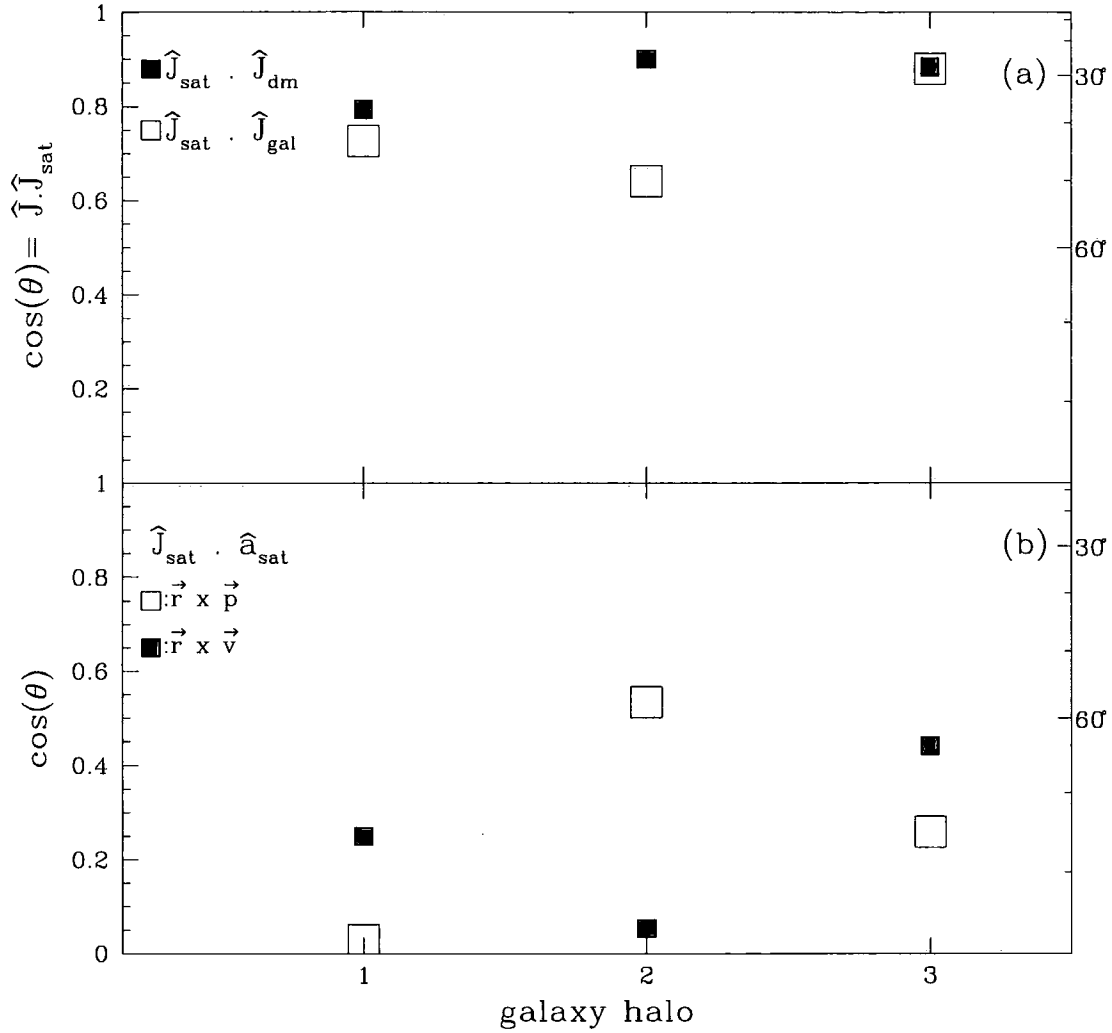 1
0.8
0.6
0.4
0.2
1
0.8
0.6
0.4
0.2
0
cos(θ)= Ĵ.Ĵsat
cos(θ)
Ĵsat . Ĵdm
Ĵsat . Ĵgal
(a)
30°
60°
Ĵsat . âsat
:r⃗ x p⃗
:r⃗ x v⃗
(b)
30°
60°
1 2 3
galaxy halo